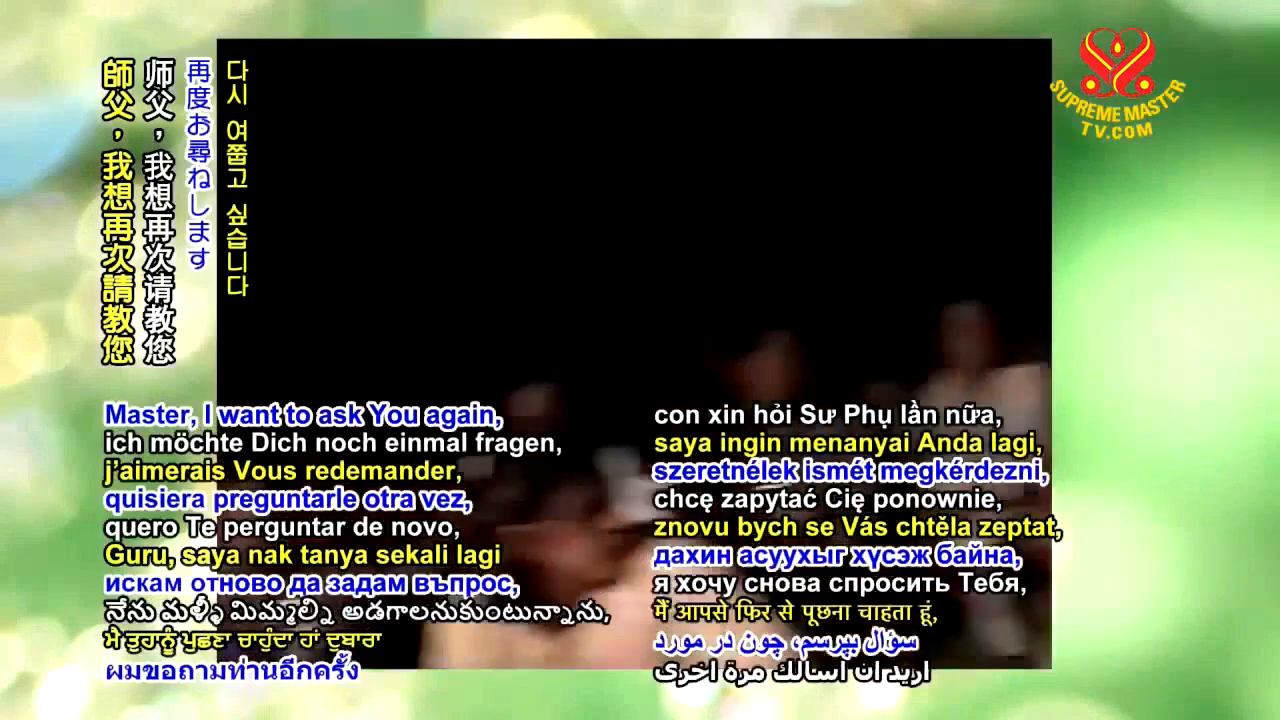 師父，我想再次請教您
师父，我想再次请教您
再度お尋ねします
다시 여쭙고 싶습니다
SUPREME MASTER
TV.COM
Master, I want to ask You again,
ich möchte Dich noch einmal fragen,
j'aimerais Vous redemander,
quisiera preguntarle otra vez,
quero Te perguntar de novo,
Guru, saya nak tanya sekali lagi
искам отново да задам въпрос,
నేను మళ్ళీ మిమ్మల్ని అడగాలనుకుంటున్నాను,
ਮੈਂ ਤੁਹਾਨੂੰ ਪੁਛਣਾ ਚਾਹੁੰਦਾ ਹਾਂ ਦੁਬਾਰਾ
ผมขอถามท่านอีกครั้ง
con xin hỏi Sư Phụ lần nữa,
saya ingin menanyai Anda lagi,
szeretnélek ismét megkérdezni,
chcę zapytać Cię ponownie,
znovu bych se Vás chtěla zeptat,
дахин асуухыг хүсэж байна,
я хочу снова спросить Тебя,
मैं आपसे फिर से पूछना चाहता हूं,
سؤال بپرسم، چون در مورد
اريد ان اسالك مرة اخرى